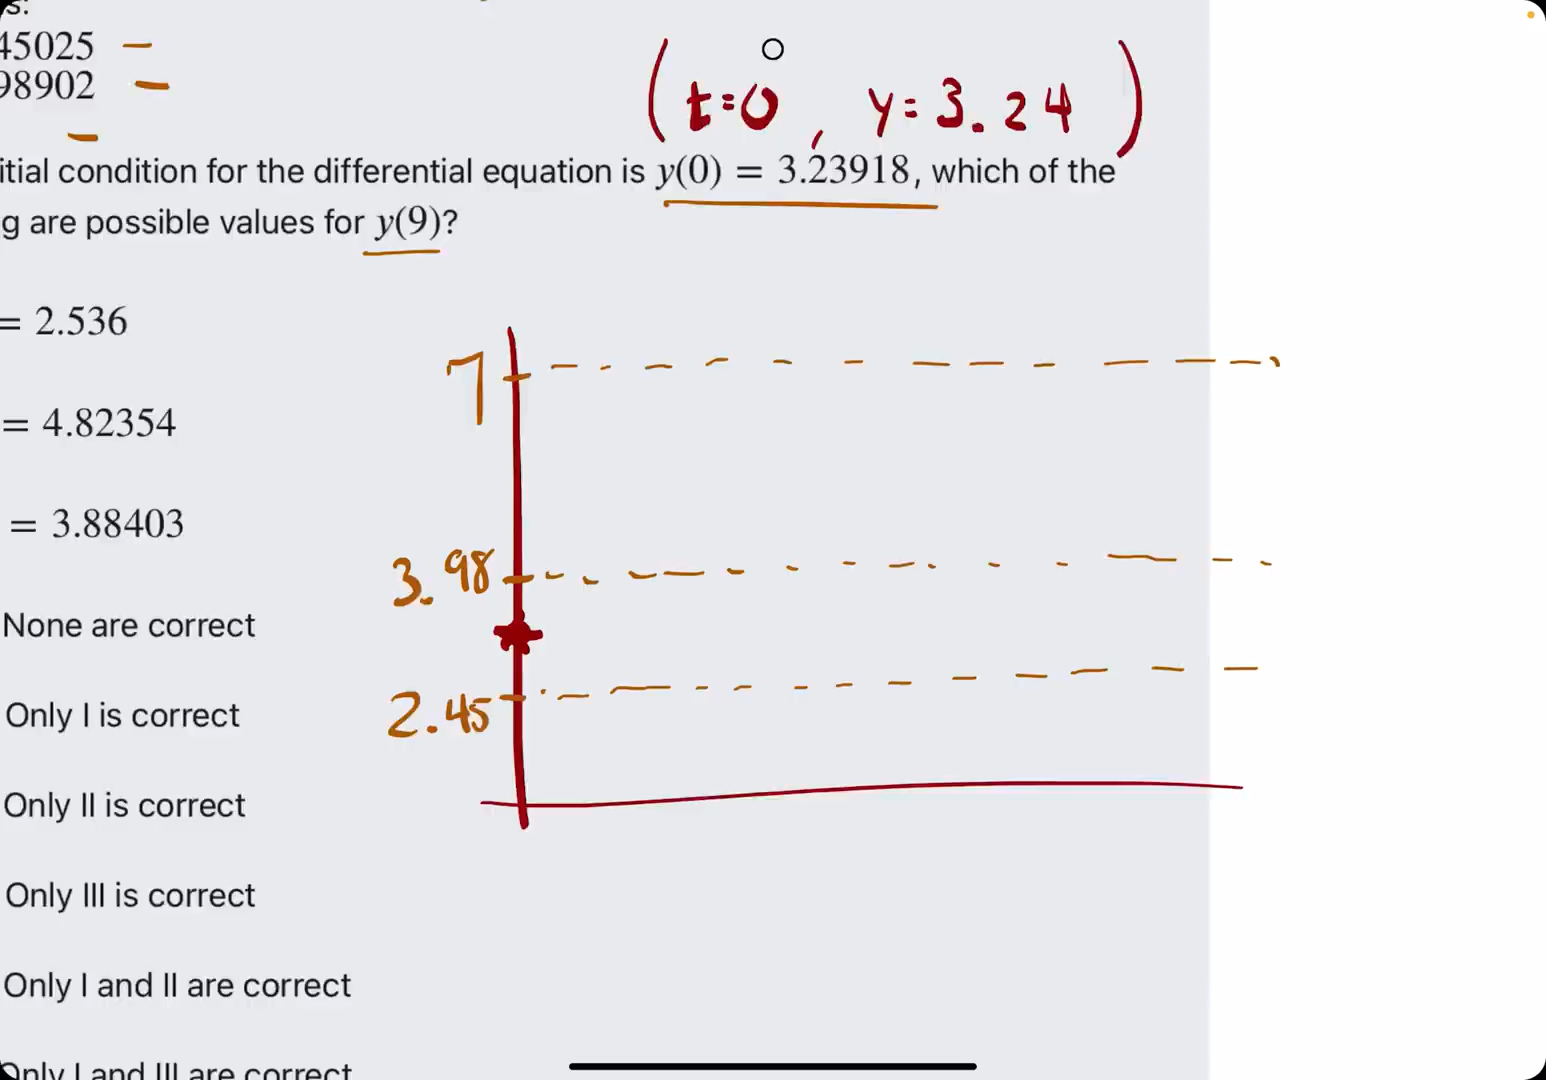 s:
45025
98902
(t=0, y=3.24)
itial condition for the differential equation is y(0) = 3.23918, which of the
g are possible values for y(9)?
= 2.536
7
= 4.82354
= 3.88403
3.98
None are correct
2.45
Only I is correct
Only II is correct
Only III is correct
Only I and II are correct
Only I and III are correct